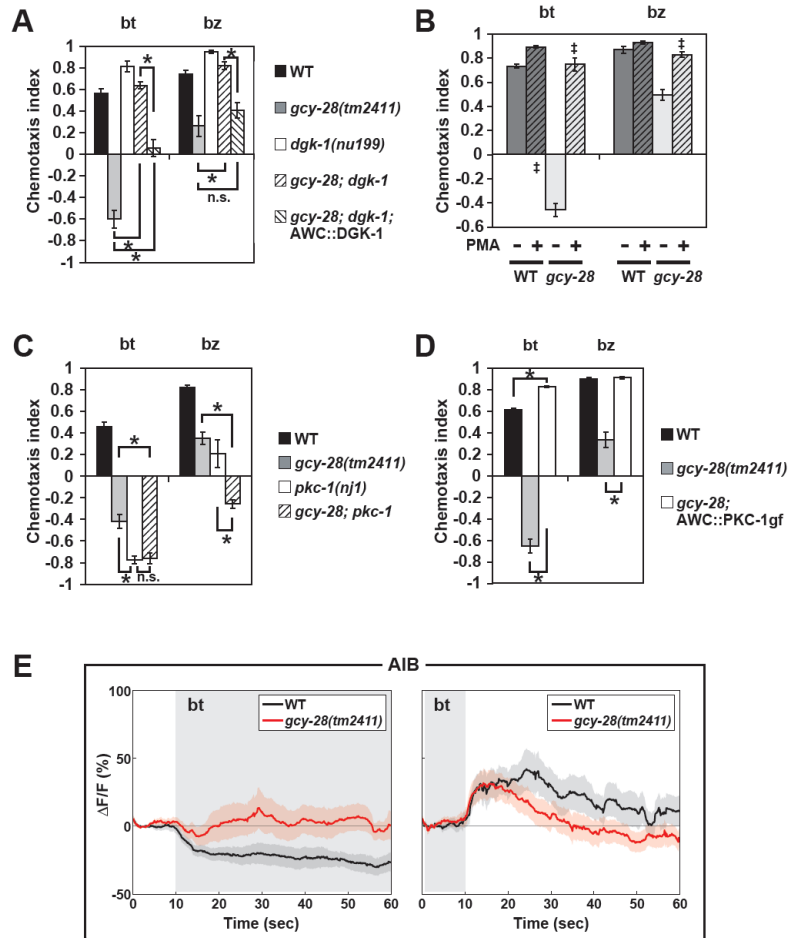 A
bt
bz
Chemotaxis index
1
0.8
0.6
0.4
0.2
0
-0.2
-0.4
-0.6
-0.8
-1
*
*
*
n.s.
*
*
WT
gcy-28(tm2411)
dgk-1(nu199)
gcy-28; dgk-1
gcy-28; dgk-1;
AWC::DGK-1
B
bt
bz
Chemotaxis index
1
0.8
0.6
0.4
0.2
0
-0.2
-0.4
-0.6
‡
‡
‡
PMA - + - + - + - +
WT gcy-28 WT gcy-28
C
bt
bz
Chemotaxis index
1
0.8
0.6
0.4
0.2
0
-0.2
-0.4
-0.6
-0.8
-1
*
*
*
* n.s.
WT
gcy-28(tm2411)
pkc-1(nj1)
gcy-28; pkc-1
D
bt
bz
Chemotaxis index
1
0.8
0.6
0.4
0.2
0
-0.2
-0.4
-0.6
-0.8
-1
*
*
*
WT
gcy-28(tm2411)
gcy-28;
AWC::PKC-1gf
E
AIB
100
50
0
-50
ΔF/F (%)
bt
WT
gcy-28(tm2411)
0 10 20 30 40 50 60
Time (sec)
bt
WT
gcy-28(tm2411)
0 10 20 30 40 50 60
Time (sec)